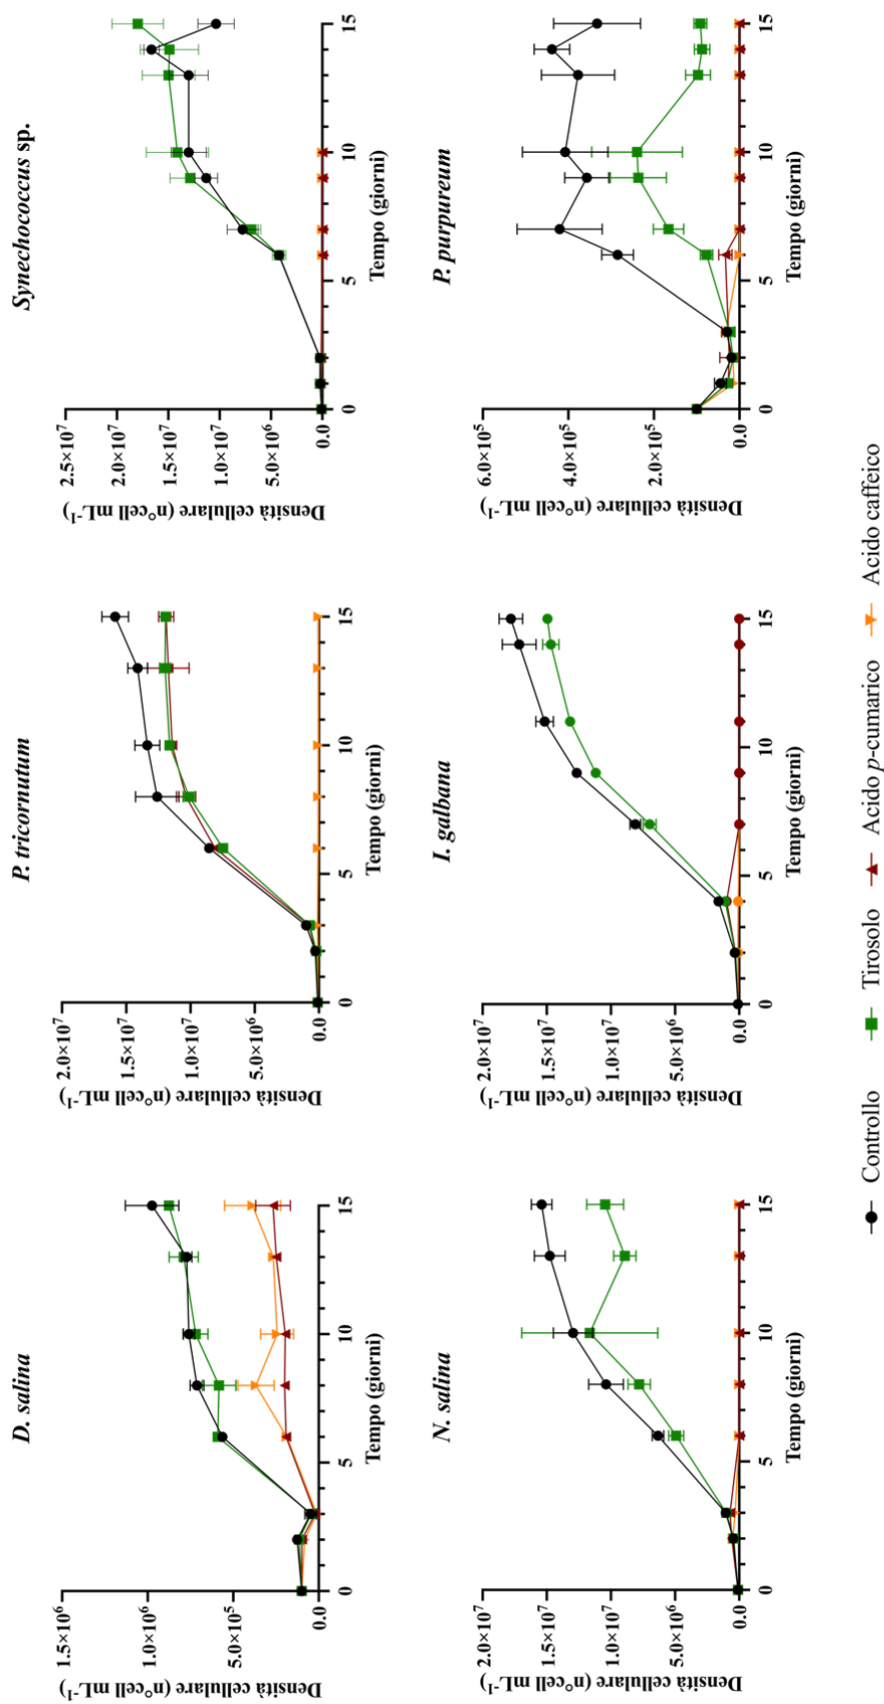 D. salina
Densità cellulare (n°cell mL⁻¹)
1.5×10⁶
1.0×10⁶
5.0×10⁵
0.0
0
5
10
15
Tempo (giorni)
P. tricornutum
Densità cellulare (n°cell mL⁻¹)
2.0×10⁷
1.5×10⁷
1.0×10⁷
5.0×10⁶
0.0
0
5
10
15
Tempo (giorni)
Synechococcus sp.
Densità cellulare (n°cell mL⁻¹)
2.5×10⁷
2.0×10⁷
1.5×10⁷
1.0×10⁷
5.0×10⁶
0.0
0
5
10
15
Tempo (giorni)
N. salina
Densità cellulare (n°cell mL⁻¹)
2.0×10⁷
1.5×10⁷
1.0×10⁷
5.0×10⁶
0.0
0
5
10
15
Tempo (giorni)
I. galbana
Densità cellulare (n°cell mL⁻¹)
2.0×10⁷
1.5×10⁷
1.0×10⁷
5.0×10⁶
0.0
0
5
10
15
Tempo (giorni)
P. purpureum
Densità cellulare (n°cell mL⁻¹)
6.0×10⁵
4.0×10⁵
2.0×10⁵
0.0
0
5
10
15
Tempo (giorni)
Controllo Tirosolo Acido p-cumarico Acido caffeico